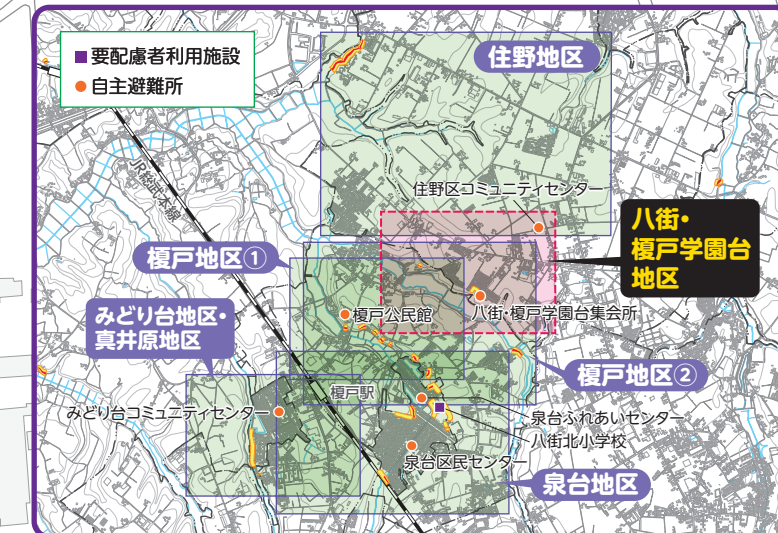 ■要配慮者利用施設
●自主避難所
住野地区
JR総武本線
住野区コミュニティセンター
八街・
榎戸学園台
地区
榎戸地区①
榎戸公民館
八街・榎戸学園台集会所
みどり台地区・
真井原地区
榎戸地区②
榎戸駅
みどり台コミュニティセンター
泉台ふれあいセンター
八街北小学校
泉台区民センター
泉台地区